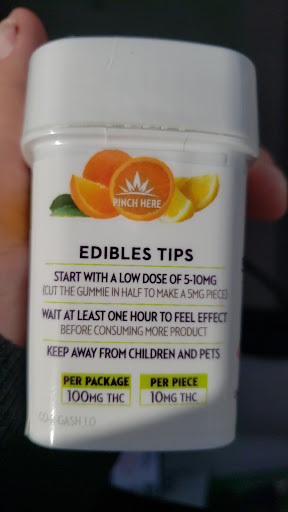 PINCH HERE
EDIBLES TIPS
START WITH A LOW DOSE OF 5-10MG
(CUT THE GUMMIE IN HALF TO MAKE A 5MG PIECE)
WAIT AT LEAST ONE HOUR TO FEEL EFFECT
BEFORE CONSUMING MORE PRODUCT
KEEP AWAY FROM CHILDREN AND PETS
PER PACKAGE
100MG THC
PER PIECE
10MG THC